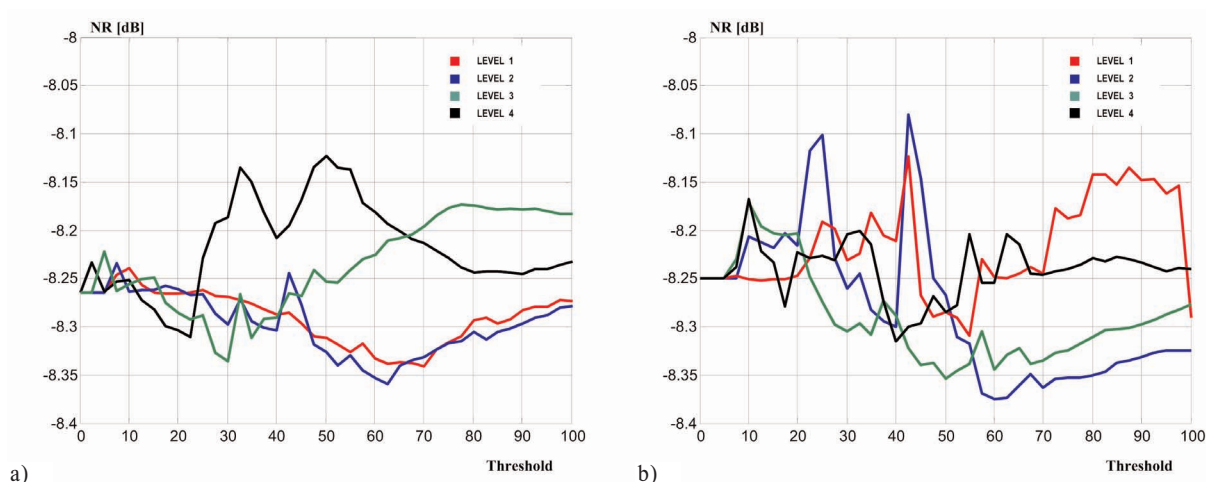 NR [dB]
-8
-8.05
-8.1
-8.15
-8.2
-8.25
-8.3
-8.35
-8.4
LEVEL 1
LEVEL 2
LEVEL 3
LEVEL 4
0 10 20 30 40 50 60 70 80 90 100
Threshold
a)
NR [dB]
-8
-8.05
-8.1
-8.15
-8.2
-8.25
-8.3
-8.35
-8.4
LEVEL 1
LEVEL 2
LEVEL 3
LEVEL 4
0 10 20 30 40 50 60 70 80 90 100
Threshold
b)